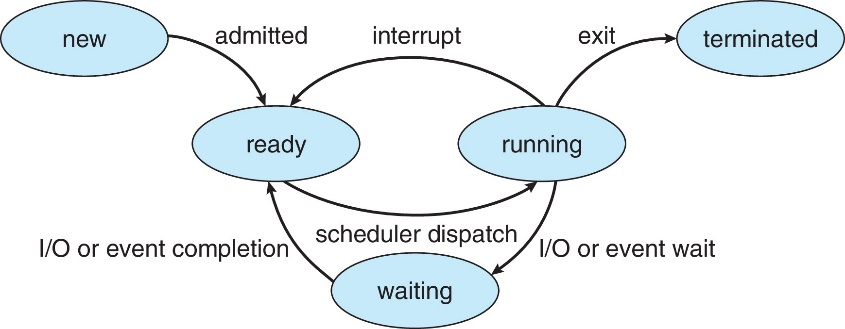 new
admitted
interrupt
exit
terminated
ready
running
I/O or event completion
scheduler dispatch
I/O or event wait
waiting